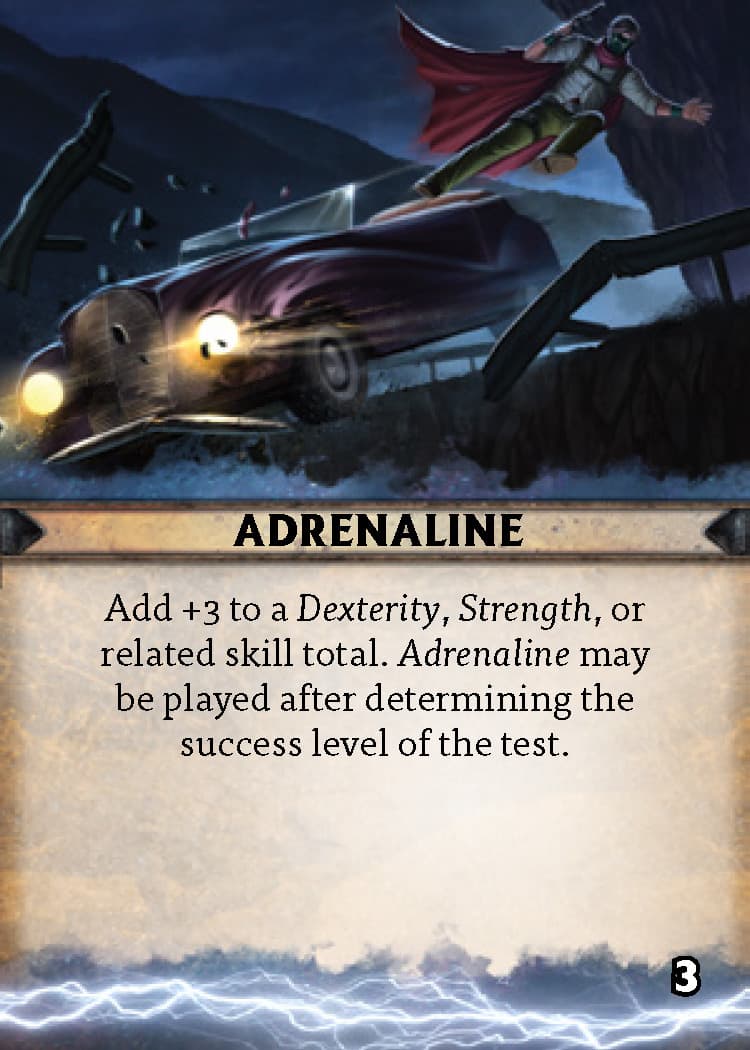 ADRENALINE
Add +3 to a Dexterity, Strength, or
related skill total. Adrenaline may
be played after determining the
success level of the test.
3